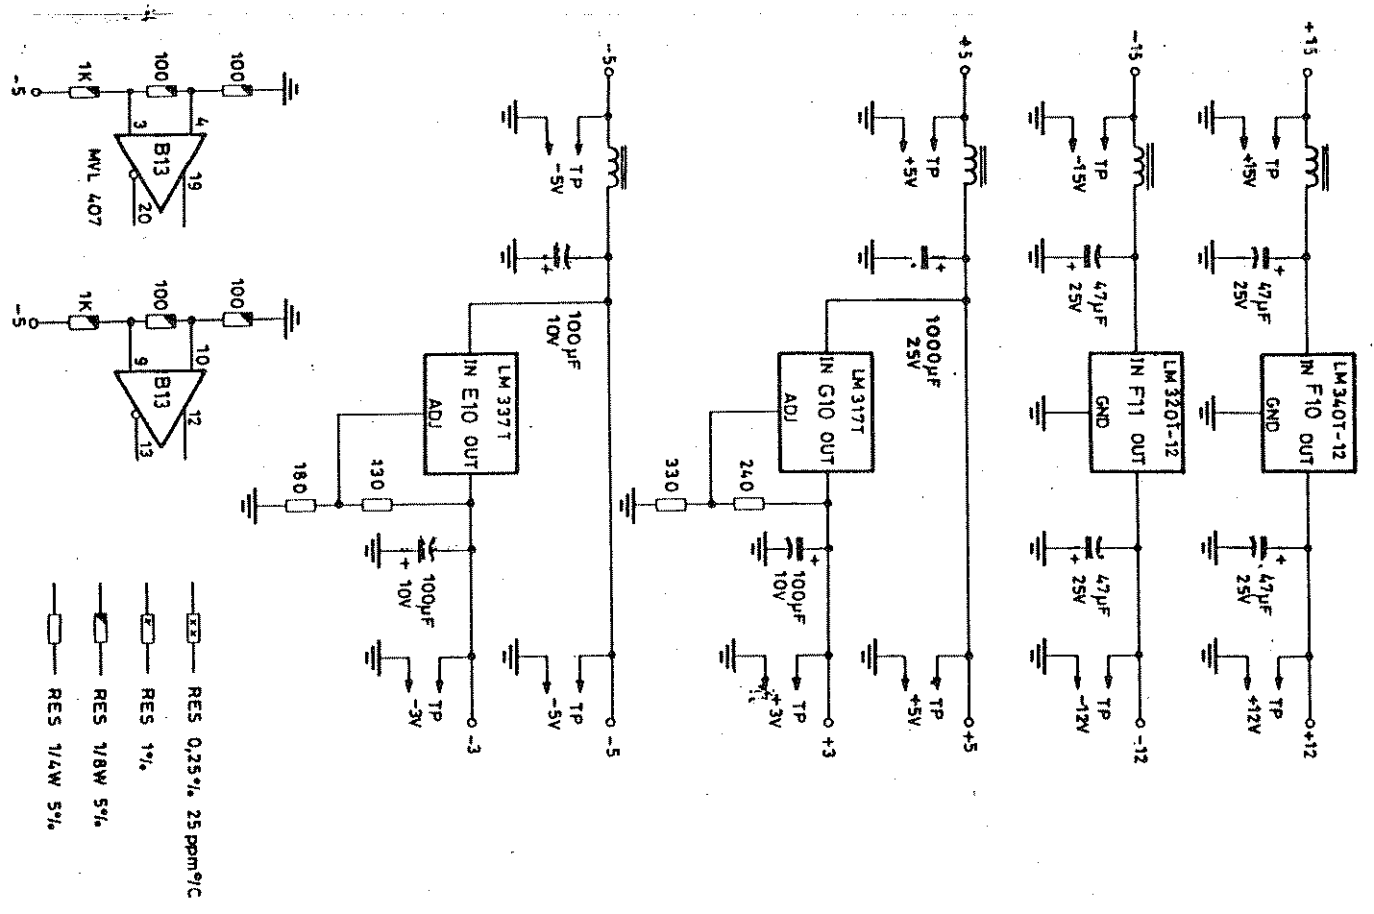 +15
TP
+15V
+
47µF
25V
LM340T-12
IN F10 OUT
GND
+
47µF
25V
TP
+12V
+12
-15
TP
-15V
+
47µF
25V
LM320T-12
IN F11 OUT
GND
+
47µF
25V
TP
-12V
-12
+5
TP
+5V
+
1000µF
25V
TP
+5V
+5
LM317T
IN G10 OUT
ADJ
240
330
+
100µF
10V
TP
+3V
+3
-5
TP
-5V
+
100µF
10V
TP
-5V
-5
LM337T
IN E10 OUT
ADJ
130
180
+
100µF
10V
TP
-3V
-3
100
100
1K
-5
4
3
B13
19
20
MVL 407
100
100
1K
-5
10
9
B13
12
13
RES 0,25% 25 ppm°/C
RES 1%
RES 1/8W 5%
RES 1/4W 5%